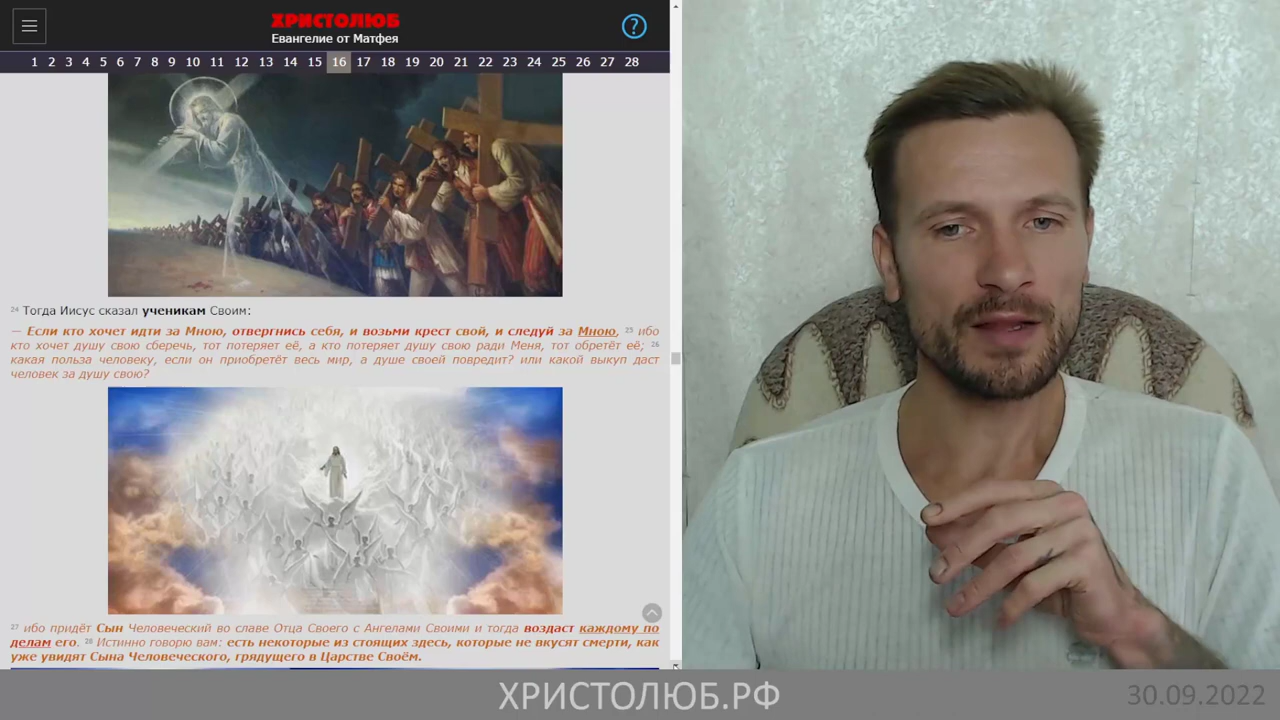 ХРИСТОЛЮБ
Евангелие от Матфея
?
1 2 3 4 5 6 7 8 9 10 11 12 13 14 15 16 17 18 19 20 21 22 23 24 25 26 27 28
24 Тогда Иисус сказал ученикам Своим:
— Если кто хочет идти за Мною, отвергнись себя, и возьми крест свой, и следуй за Мною, 25 ибо
кто хочет душу свою сберечь, тот потеряет её, а кто потеряет душу свою ради Меня, тот обретёт её; 26
какая польза человеку, если он приобретёт весь мир, а душе своей повредит? или какой выкуп даст
человек за душу свою?
27 ибо придёт Сын Человеческий во славе Отца Своего с Ангелами Своими и тогда воздаст каждому по
делам его. 28 Истинно говорю вам: есть некоторые из стоящих здесь, которые не вкусят смерти, как
уже увидят Сына Человеческого, грядущего в Царстве Своём.
ХРИСТОЛЮБ.РФ
30.09.2022